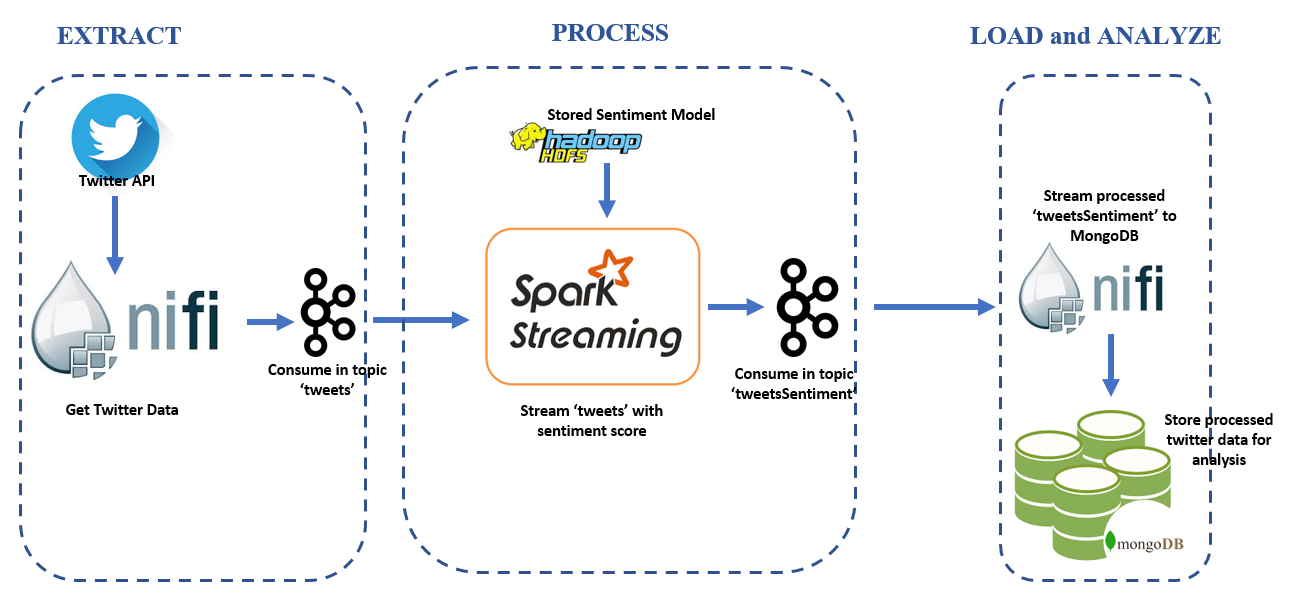 EXTRACT
PROCESS
LOAD and ANALYZE
Twitter API
nifi
Get Twitter Data
Consume in topic
‘tweets’
Stored Sentiment Model
hadoop
HDFS
Spark
Streaming
Stream ‘tweets’ with
sentiment score
Consume in topic
‘tweetsSentiment’
Stream processed
‘tweetsSentiment’ to
MongoDB
nifi
Store processed
twitter data for
analysis
mongoDB